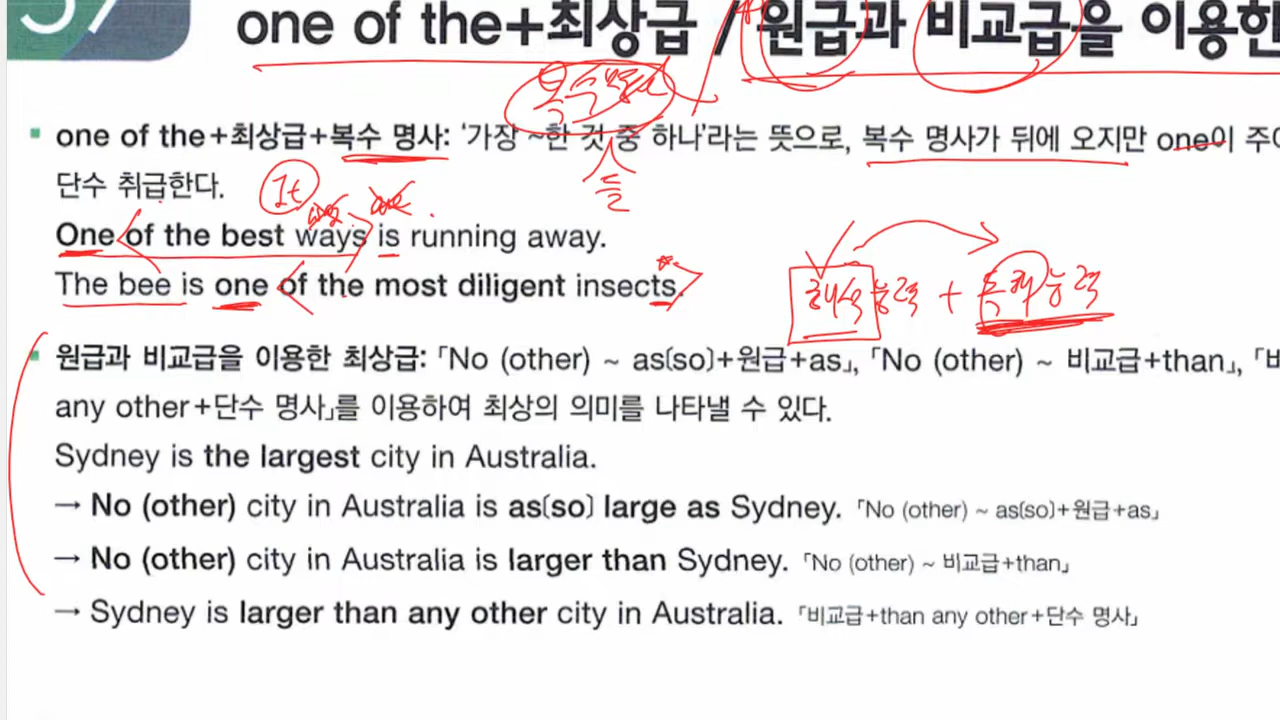 37
one of the+최상급 / 원급과 비교급을 이용한
복수명사
one of the+최상급+복수 명사: '가장 ~한 것 중 하나'라는 뜻으로, 복수 명사가 뒤에 오지만 one이 주어
들
단수 취급한다.
It
One of the best ways is running away.
The bee is one of the most diligent insects.
해석능력 + 독해능력
원급과 비교급을 이용한 최상급: 「No (other) ~ as(so)+원급+as」, 「No (other) ~ 비교급+than」, 「비
any other+단수 명사」를 이용하여 최상의 의미를 나타낼 수 있다.
Sydney is the largest city in Australia.
→ No (other) city in Australia is as(so) large as Sydney. 「No (other) ~ as(so)+원급+as」
→ No (other) city in Australia is larger than Sydney. 「No (other) ~ 비교급+than」
→ Sydney is larger than any other city in Australia. 「비교급+than any other+단수 명사」